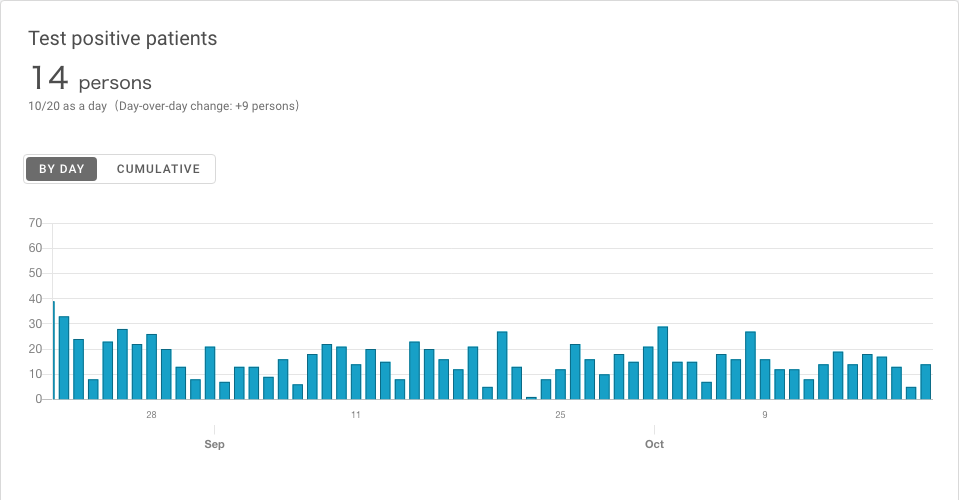 Test positive patients
14 persons
10/20 as a day (Day-over-day change: +9 persons)
BY DAY CUMULATIVE
70
60
50
40
30
20
10
0
28 11 25 9
Sep Oct